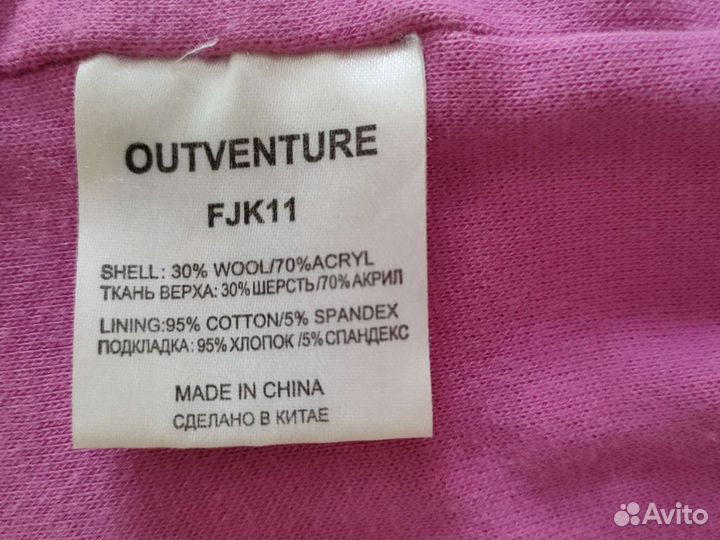 OUTVENTURE
FJK11
SHELL: 30% WOOL/70%ACRYL
ТКАНЬ ВЕРХА: 30%ШЕРСТЬ/70% АКРИЛ
LINING:95% COTTON/5% SPANDEX
ПОДКЛАДКА: 95% ХЛОПОК /5% СПАНДЕКС
MADE IN CHINA
СДЕЛАНО В КИТАЕ
Avito